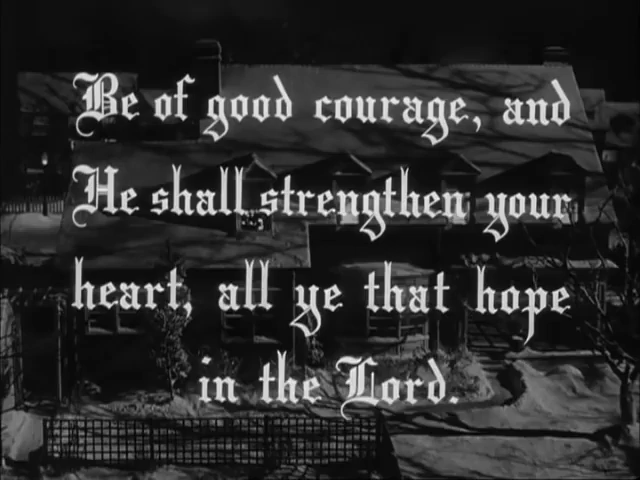 Be of good courage, and
He shall strengthen your
heart, all ye that hope
in the Lord.